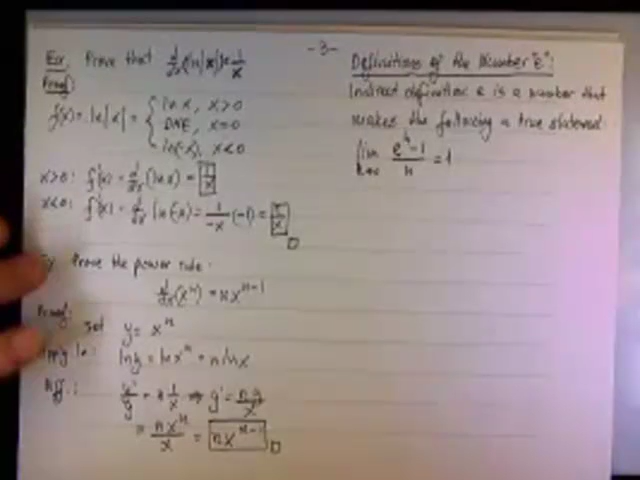 -3-
Ex: Prove that d/dx(ln|x|) = 1/x
Proof:
f(x) = ln|x| = { ln x, x>0
DNE, x=0
ln(-x), x<0
x>0: f'(x) = d/dx (ln x) = 1/x
x<0: f'(x) = d/dx ln(-x) = 1/-x (-1) = 1/x □
Prove the power rule:
d/dx (x^n) = nx^n-1
Proof:
Set y = x^n
ln: ln y = ln x^n = n ln x
Diff.: y'/y = n 1/x ⇒ y' = ny/x
= nx^n/x = nx^n-1 □
Definitions of the Number "e":
Indirect definition: e is a number that
makes the following a true statement:
lim h→0 e^h-1/h = 1